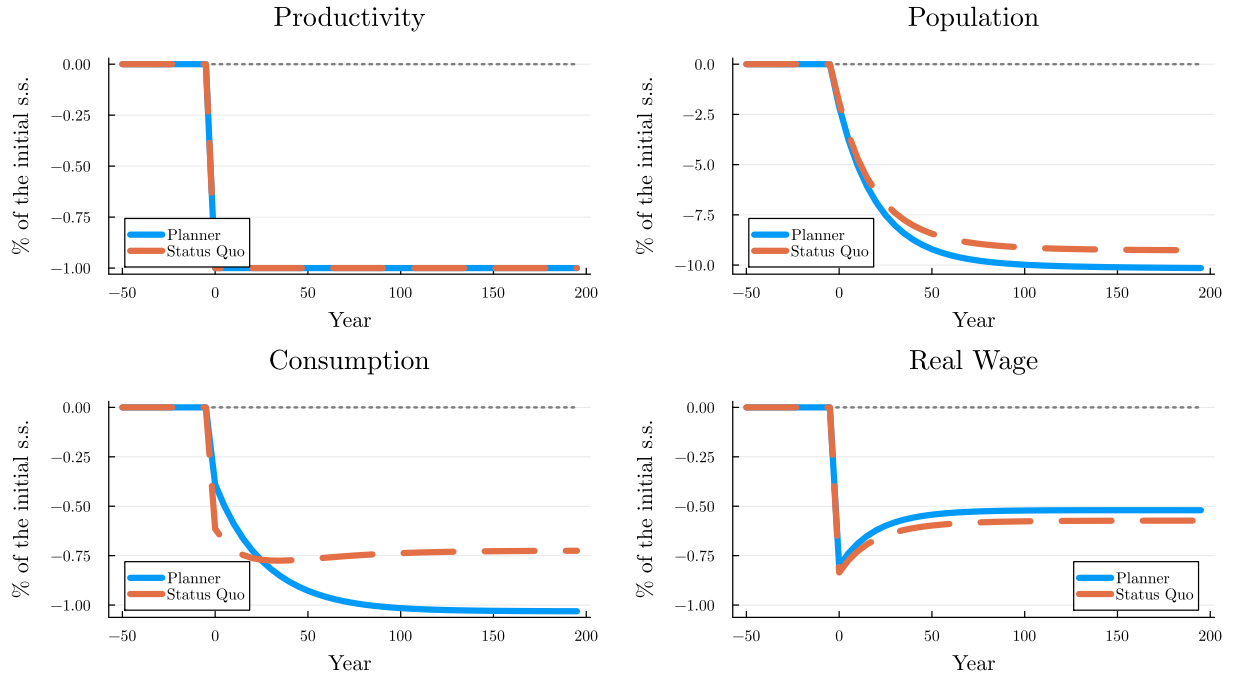 Productivity
% of the initial s.s.
0.00
−0.25
−0.50
−0.75
−1.00
Planner
Status Quo
−50
0
50
100
150
200
Year
Population
% of the initial s.s.
0.0
−2.5
−5.0
−7.5
−10.0
Planner
Status Quo
−50
0
50
100
150
200
Year
Consumption
% of the initial s.s.
0.00
−0.25
−0.50
−0.75
−1.00
Planner
Status Quo
−50
0
50
100
150
200
Year
Real Wage
% of the initial s.s.
0.00
−0.25
−0.50
−0.75
−1.00
Planner
Status Quo
−50
0
50
100
150
200
Year